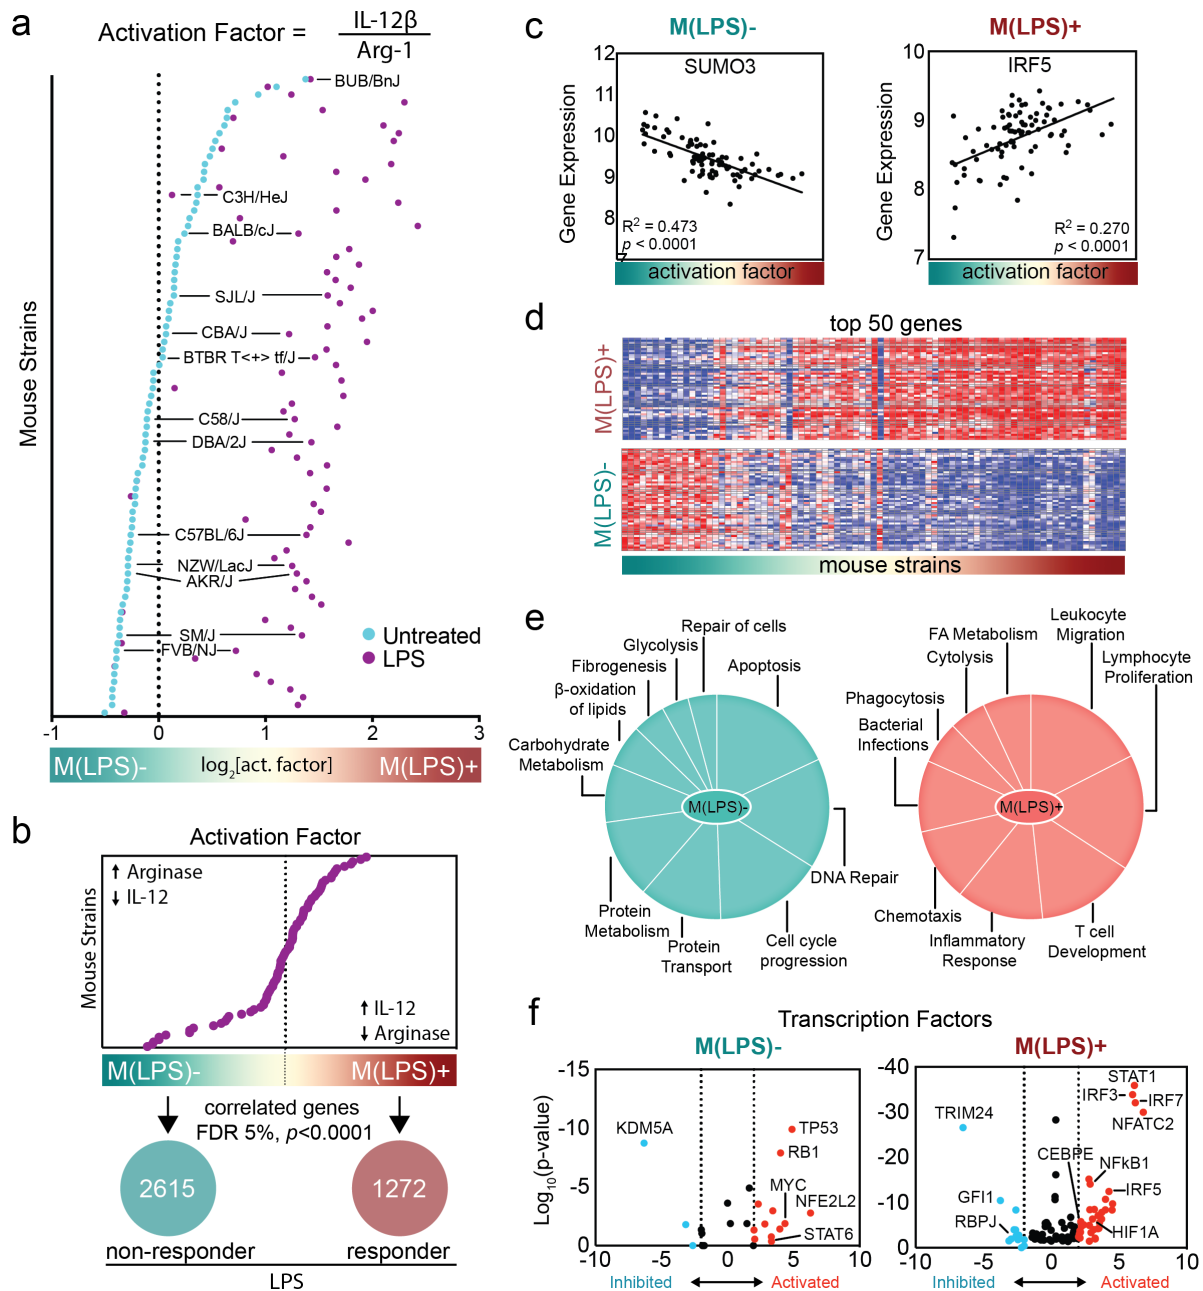 a
Activation Factor =
IL-12β
Arg-1
Mouse Strains
BUB/BnJ
C3H/HeJ
BALB/cJ
SJL/J
CBA/J
BTBR T<+> tf/J
C58/J
DBA/2J
C57BL/6J
NZW/LacJ
AKR/J
SM/J
FVB/NJ
Untreated
LPS
-1 0 1 2 3
M(LPS)- log2[act. factor] M(LPS)+
b
Activation Factor
Mouse Strains
↑ Arginase
↓ IL-12
↑ IL-12
↓ Arginase
M(LPS)- M(LPS)+
correlated genes
FDR 5%, p<0.0001
2615 1272
non-responder responder
LPS
c
M(LPS)-
SUMO3
Gene Expression
12
11
10
9
8
7
R2 = 0.473
p < 0.0001
activation factor
M(LPS)+
IRF5
Gene Expression
10
9
8
7
R2 = 0.270
p < 0.0001
activation factor
d
top 50 genes
M(LPS)+
M(LPS)-
mouse strains
e
Repair of cells
Glycolysis
Fibrogenesis
Apoptosis
β-oxidation
of lipids
Carbohydrate
Metabolism
M(LPS)-
DNA Repair
Protein
Metabolism
Protein
Transport
Cell cycle
progression
Leukocyte
Migration
FA Metabolism
Cytolysis
Lymphocyte
Proliferation
Phagocytosis
Bacterial
Infections
M(LPS)+
Chemotaxis
Inflammatory
Response
T cell
Development
f
Transcription Factors
M(LPS)-
Log10(p-value)
-15
-10
-5
0
KDM5A
TP53
RB1
MYC
NFE2L2
STAT6
-10 -5 0 5 10
Inhibited Activated
M(LPS)+
-40
-30
-20
-10
0
STAT1
IRF3
IRF7
NFATC2
TRIM24
CEBPE
NFkB1
IRF5
GFI1
RBPJ
HIF1A
-10 -5 0 5 10
Inhibited Activated